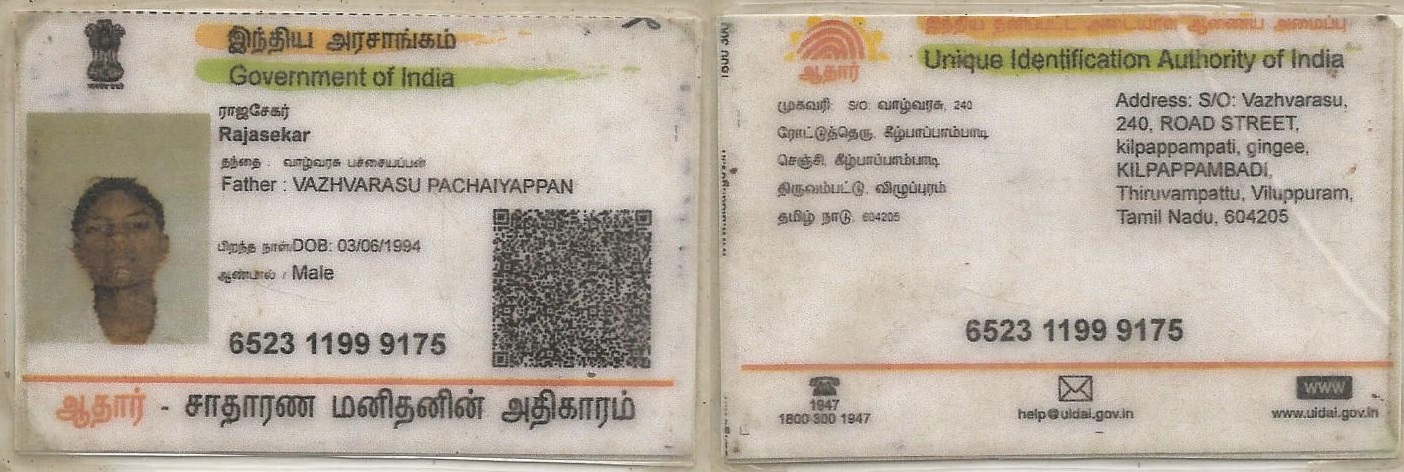 இந்திய அரசாங்கம்
Government of India
ராஜசேகர்
Rajasekar
தந்தை : வாழ்வரசு பச்சையப்பன்
Father : VAZHVARASU PACHAIYAPPAN
பிறந்த நாள்/DOB: 03/06/1994
ஆண்பால் / Male
6523 1199 9175
ஆதார் - சாதாரண மனிதனின் அதிகாரம்
ஆதார்
Unique Identification Authority of India
முகவரி: S/O: வாழ்வரசு, 240
ரோட்டுத்தெரு, கீழ்பாப்பாம்பாடி
செஞ்சி, கீழ்பாப்பாம்பாடி
திருவம்பட்டு, விழுப்புரம்
தமிழ் நாடு, 604205
Address: S/O: Vazhvarasu,
240, ROAD STREET,
kilpappampati, gingee,
KILPAPPAMBADI,
Thiruvampattu, Viluppuram,
Tamil Nadu, 604205
6523 1199 9175
1947
1800 300 1947
help@uidai.gov.in
www
www.uidai.gov.in